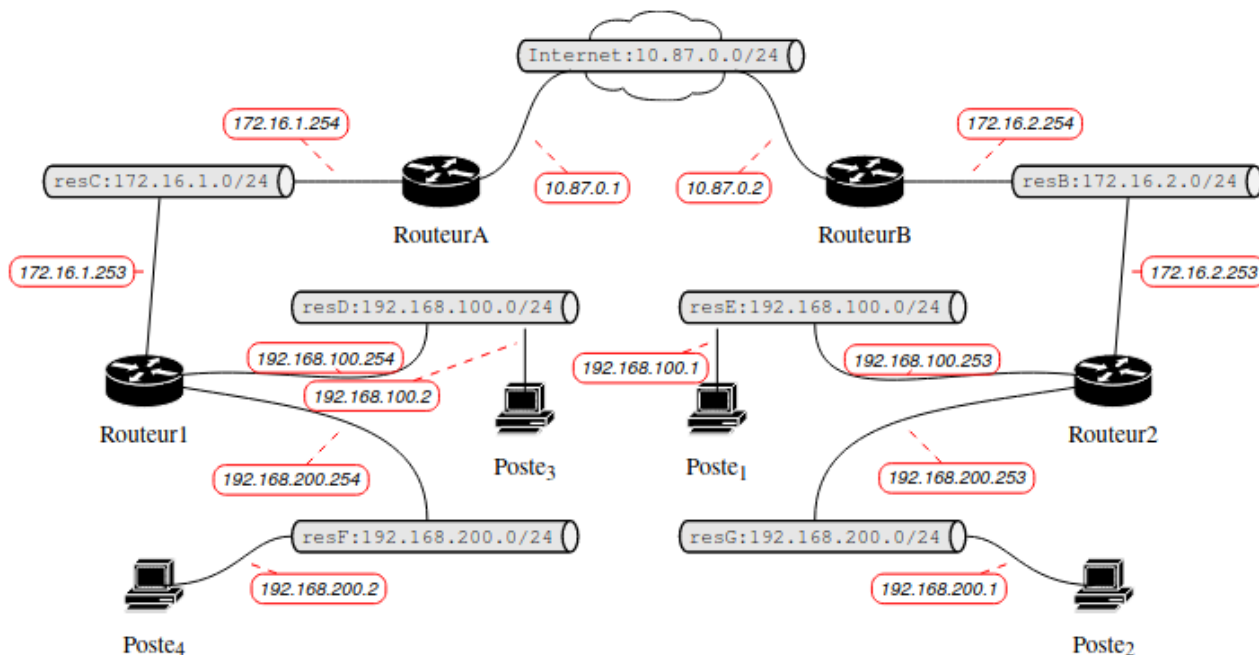 Internet:10.87.0.0/24
172.16.1.254
172.16.2.254
resC:172.16.1.0/24
10.87.0.1
10.87.0.2
resB:172.16.2.0/24
RouteurA
RouteurB
172.16.1.253
172.16.2.253
resD:192.168.100.0/24
resE:192.168.100.0/24
192.168.100.254
192.168.100.2
192.168.100.1
192.168.100.253
Routeur1
Poste3
Poste1
Routeur2
192.168.200.254
192.168.200.253
resF:192.168.200.0/24
resG:192.168.200.0/24
192.168.200.2
192.168.200.1
Poste4
Poste2